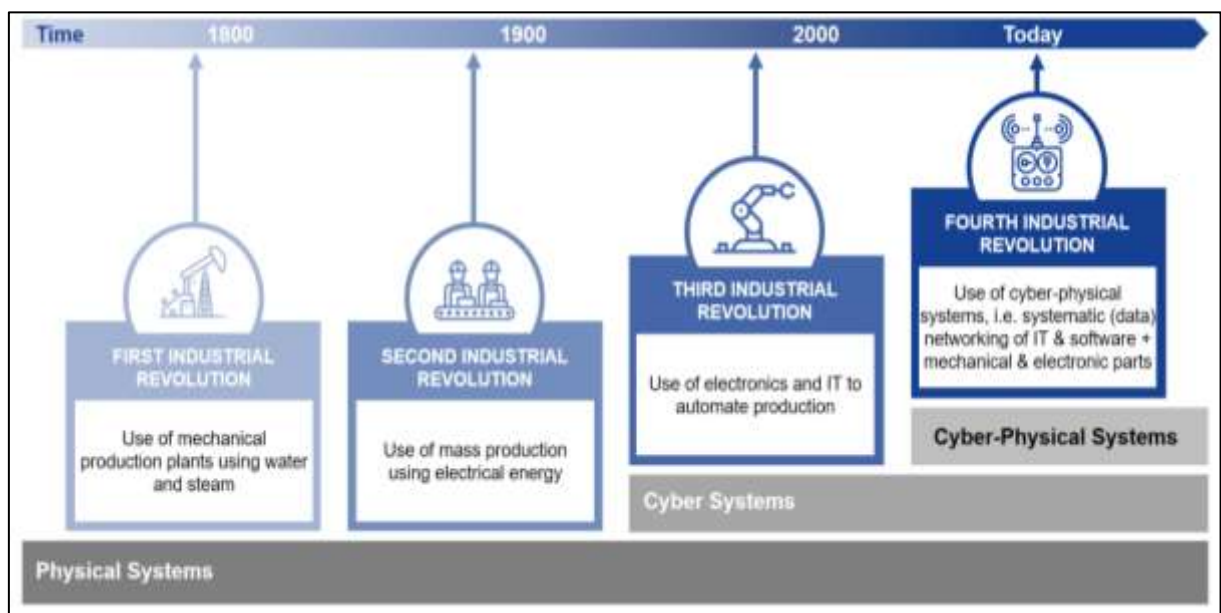 Time 1800 1900 2000 Today
FIRST INDUSTRIAL
REVOLUTION
Use of mechanical
production plants using water
and steam
SECOND INDUSTRIAL
REVOLUTION
Use of mass production
using electrical energy
THIRD INDUSTRIAL
REVOLUTION
Use of electronics and IT to
automate production
FOURTH INDUSTRIAL
REVOLUTION
Use of cyber-physical
systems, i.e. systematic (data)
networking of IT & software +
mechanical & electronic parts
Cyber-Physical Systems
Cyber Systems
Physical Systems